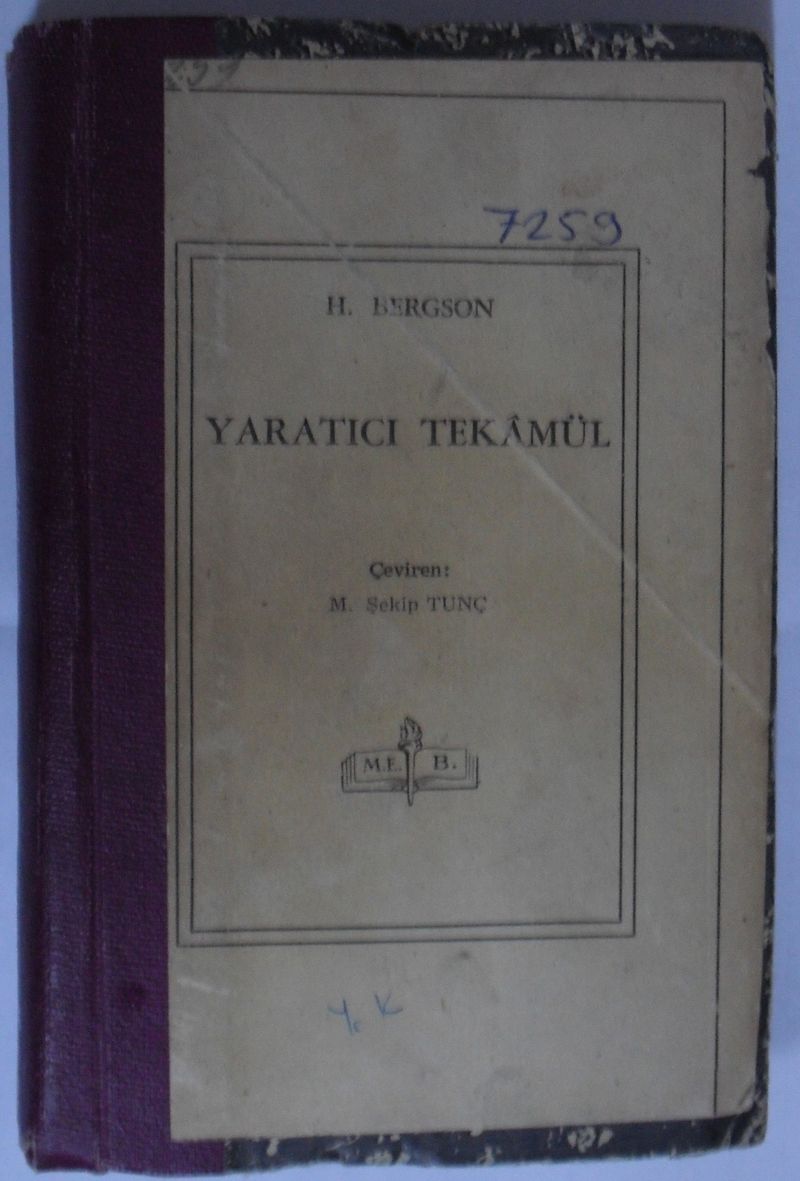 7259
H. BERGSON
YARATICI TEKÂMÜL
Çeviren:
M. Şekip TUNÇ
M.E. B.
Y. K